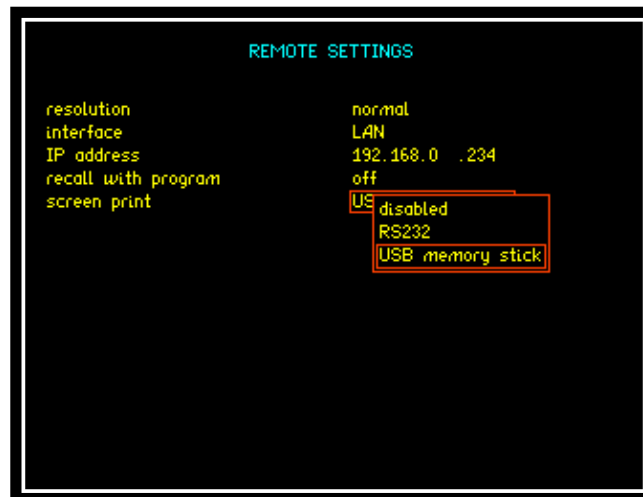 REMOTE SETTINGS
resolution normal
interface LAN
IP address 192.168.0 .234
recall with program off
screen print US
disabled
RS232
USB memory stick